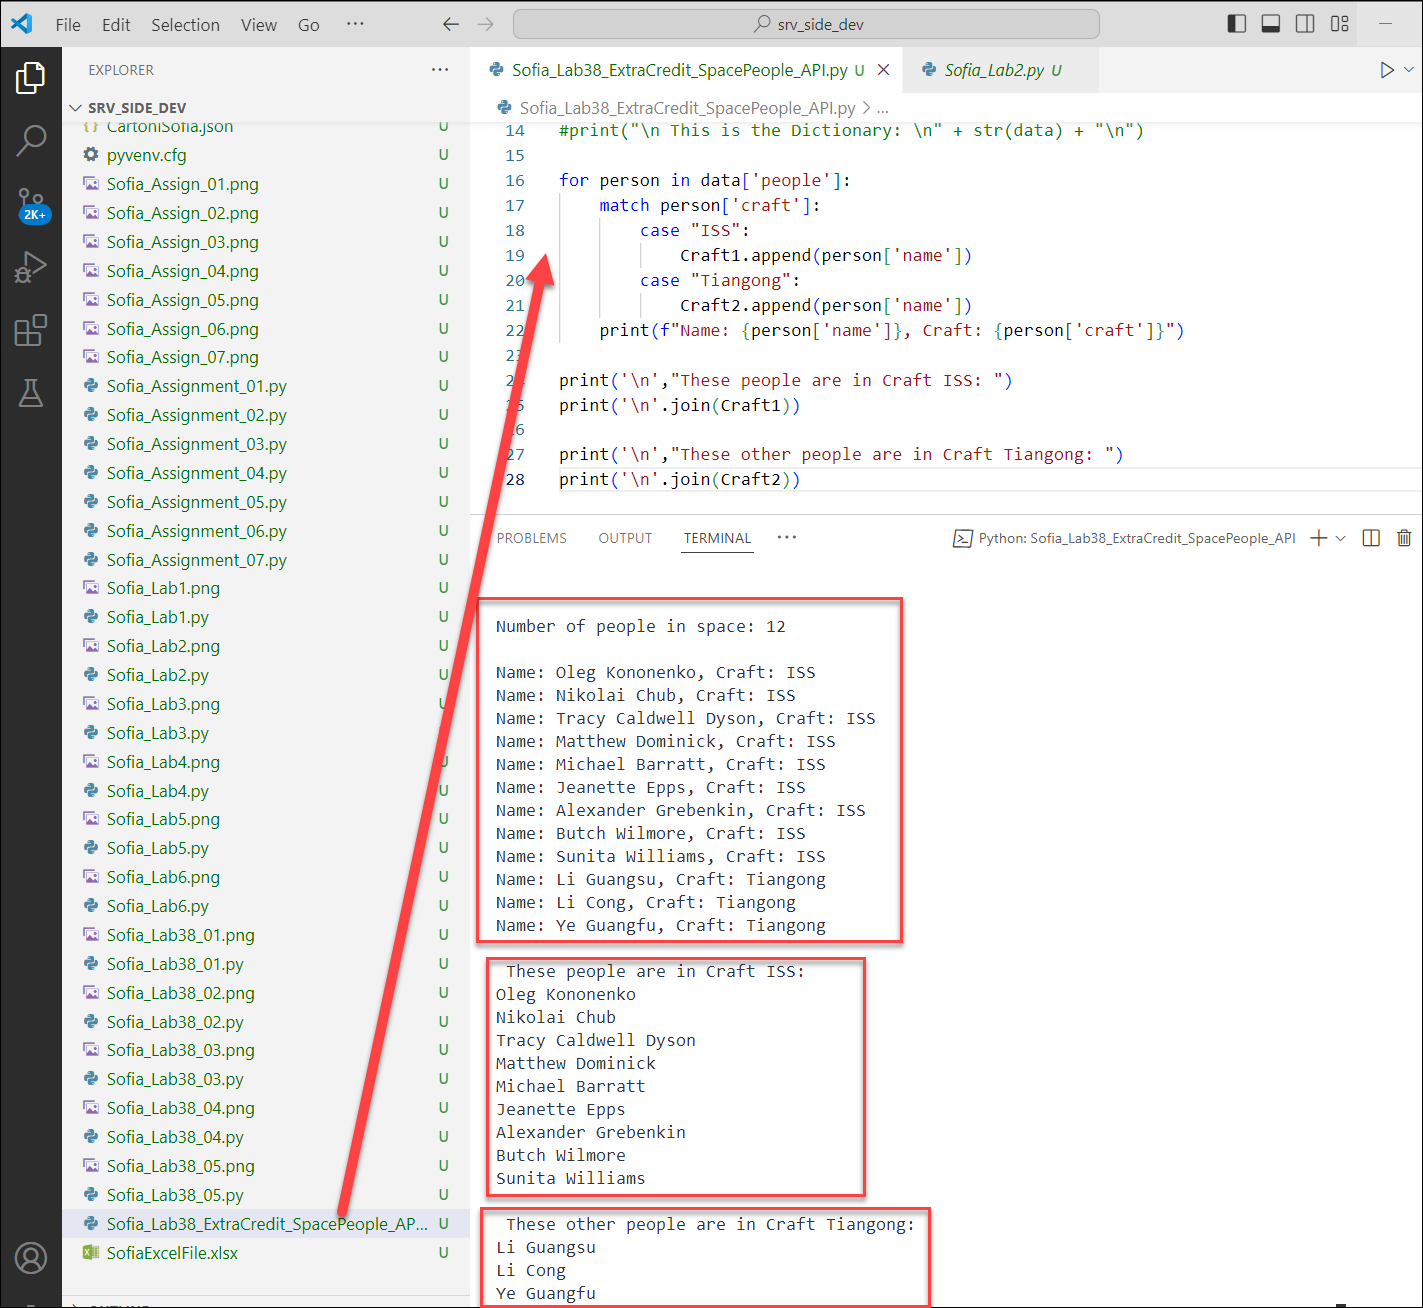 File Edit Selection View Go ... srv_side_dev
EXPLORER ...
SRV_SIDE_DEV
CartoniSofia.json U
pyvenv.cfg U
Sofia_Assign_01.png U
Sofia_Assign_02.png U
Sofia_Assign_03.png U
Sofia_Assign_04.png U
Sofia_Assign_05.png U
Sofia_Assign_06.png U
Sofia_Assign_07.png U
Sofia_Assignment_01.py U
Sofia_Assignment_02.py U
Sofia_Assignment_03.py U
Sofia_Assignment_04.py U
Sofia_Assignment_05.py U
Sofia_Assignment_06.py U
Sofia_Assignment_07.py U
Sofia_Lab1.png U
Sofia_Lab1.py U
Sofia_Lab2.png U
Sofia_Lab2.py U
Sofia_Lab3.png U
Sofia_Lab3.py U
Sofia_Lab4.png U
Sofia_Lab4.py U
Sofia_Lab5.png U
Sofia_Lab5.py U
Sofia_Lab6.png U
Sofia_Lab6.py U
Sofia_Lab38_01.png U
Sofia_Lab38_01.py U
Sofia_Lab38_02.png U
Sofia_Lab38_02.py U
Sofia_Lab38_03.png U
Sofia_Lab38_03.py U
Sofia_Lab38_04.png U
Sofia_Lab38_04.py U
Sofia_Lab38_05.png U
Sofia_Lab38_05.py U
Sofia_Lab38_ExtraCredit_SpacePeople_AP... U
SofiaExcelFile.xlsx U
2K+
Sofia_Lab38_ExtraCredit_SpacePeople_API.py U Sofia_Lab2.py U
Sofia_Lab38_ExtraCredit_SpacePeople_API.py > ...
14 #print("\n This is the Dictionary: \n" + str(data) + "\n")
15
16 for person in data['people']:
17 match person['craft']:
18 case "ISS":
19 Craft1.append(person['name'])
20 case "Tiangong":
21 Craft2.append(person['name'])
22 print(f"Name: {person['name']}, Craft: {person['craft']}")
23
24 print('\n',"These people are in Craft ISS: ")
25 print('\n'.join(Craft1))
26
27 print('\n',"These other people are in Craft Tiangong: ")
28 print('\n'.join(Craft2))
PROBLEMS OUTPUT TERMINAL ... Python: Sofia_Lab38_ExtraCredit_SpacePeople_API
Number of people in space: 12
Name: Oleg Kononenko, Craft: ISS
Name: Nikolai Chub, Craft: ISS
Name: Tracy Caldwell Dyson, Craft: ISS
Name: Matthew Dominick, Craft: ISS
Name: Michael Barratt, Craft: ISS
Name: Jeanette Epps, Craft: ISS
Name: Alexander Grebenkin, Craft: ISS
Name: Butch Wilmore, Craft: ISS
Name: Sunita Williams, Craft: ISS
Name: Li Guangsu, Craft: Tiangong
Name: Li Cong, Craft: Tiangong
Name: Ye Guangfu, Craft: Tiangong
These people are in Craft ISS:
Oleg Kononenko
Nikolai Chub
Tracy Caldwell Dyson
Matthew Dominick
Michael Barratt
Jeanette Epps
Alexander Grebenkin
Butch Wilmore
Sunita Williams
These other people are in Craft Tiangong:
Li Guangsu
Li Cong
Ye Guangfu